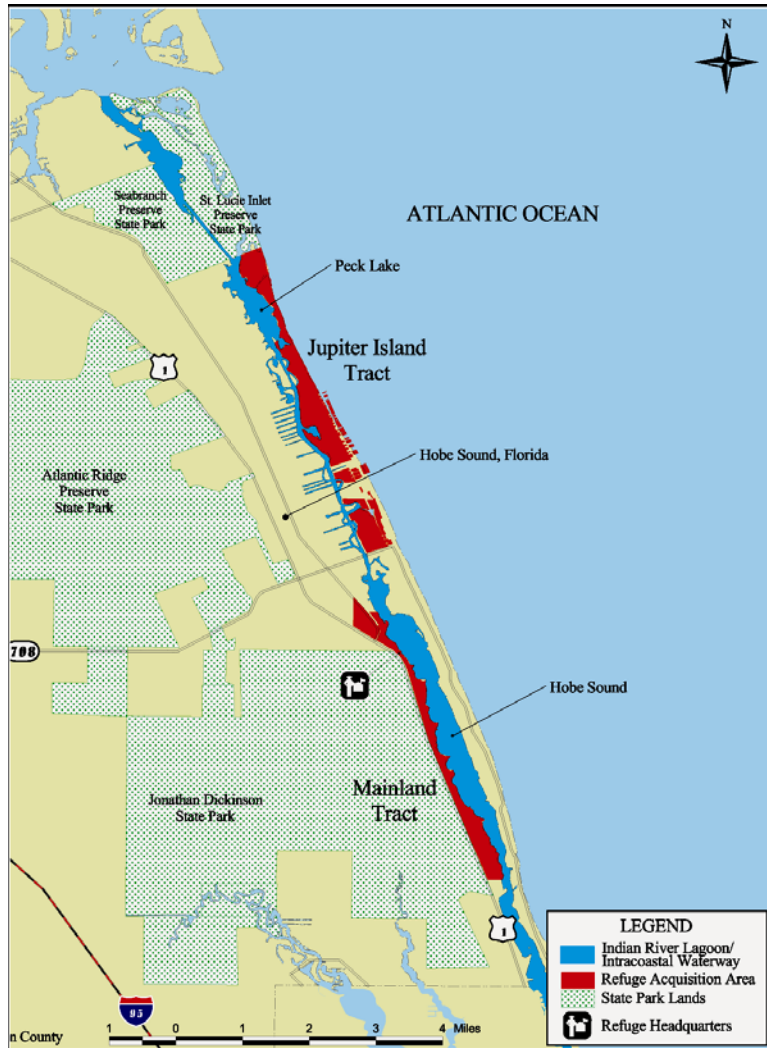 N
ATLANTIC OCEAN
Seabranch
Preserve
State Park
St. Lucie Inlet
Preserve
State Park
Peck Lake
Jupiter Island
Tract
1
Hobe Sound, Florida
Atlantic Ridge
Preserve
State Park
708
Hobe Sound
Mainland
Tract
Jonathan Dickinson
State Park
1
LEGEND
Indian River Lagoon/
Intracoastal Waterway
Refuge Acquisition Area
State Park Lands
Refuge Headquarters
95
n County
1 0 1 2 3 4 Miles